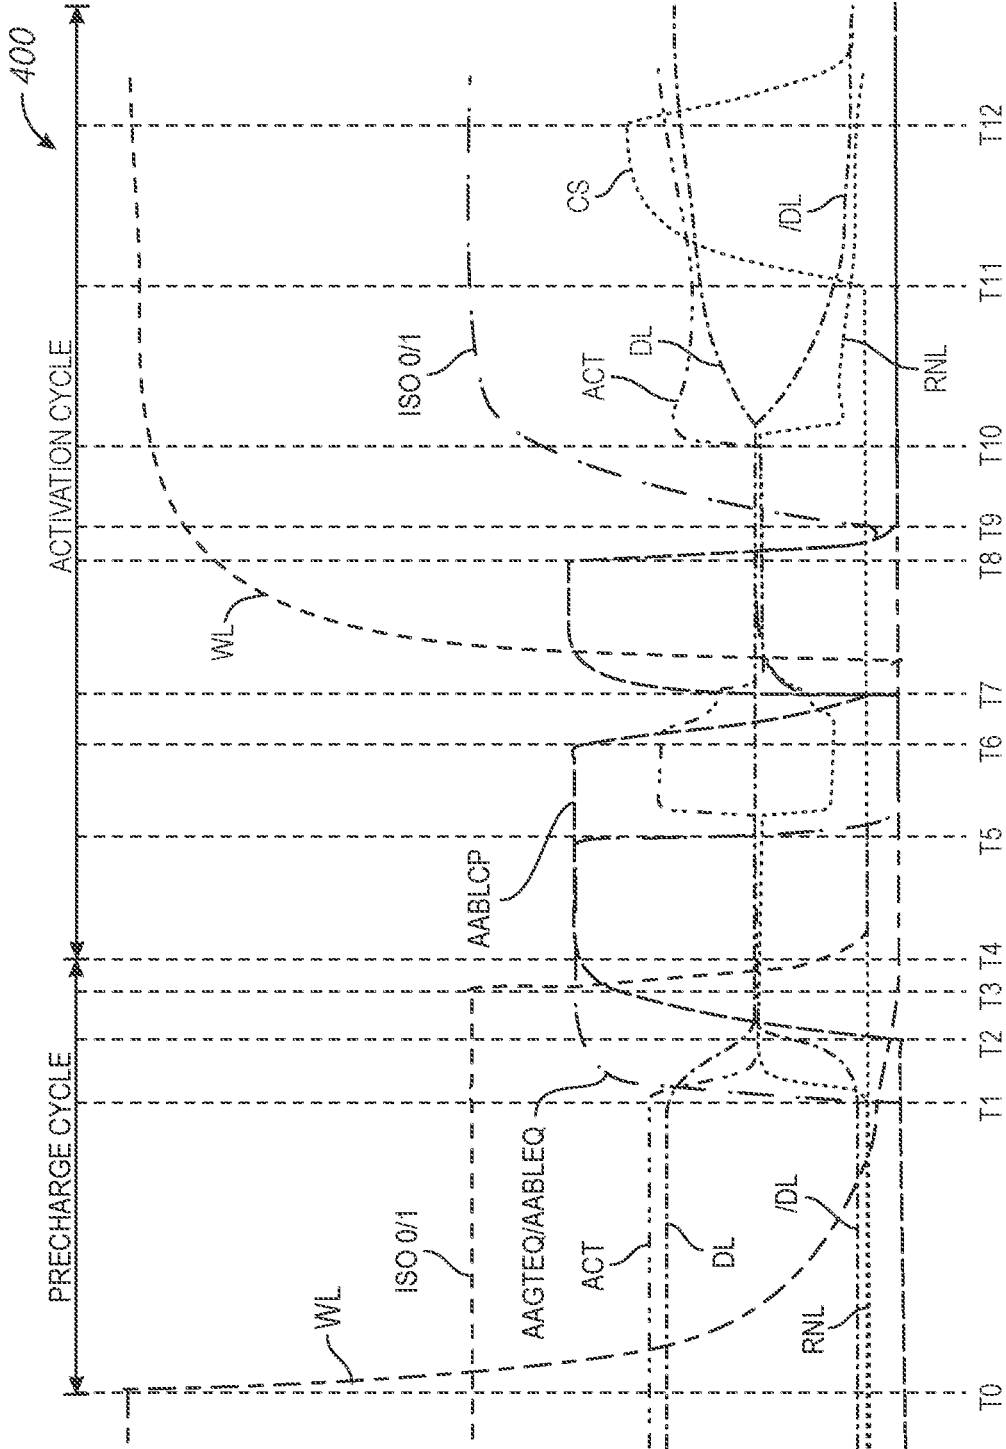 400
PRECHARGE CYCLE
ACTIVATION CYCLE
WL
WL
ISO 0/1
ISO 0/1
AAGTEQ/AABLEQ
AABLCP
ACT
DL
ACT
DL
CS
/DL
RNL
/DL
RNL
T0
T1
T2
T3
T4
T5
T6
T7
T8
T9
T10
T11
T12